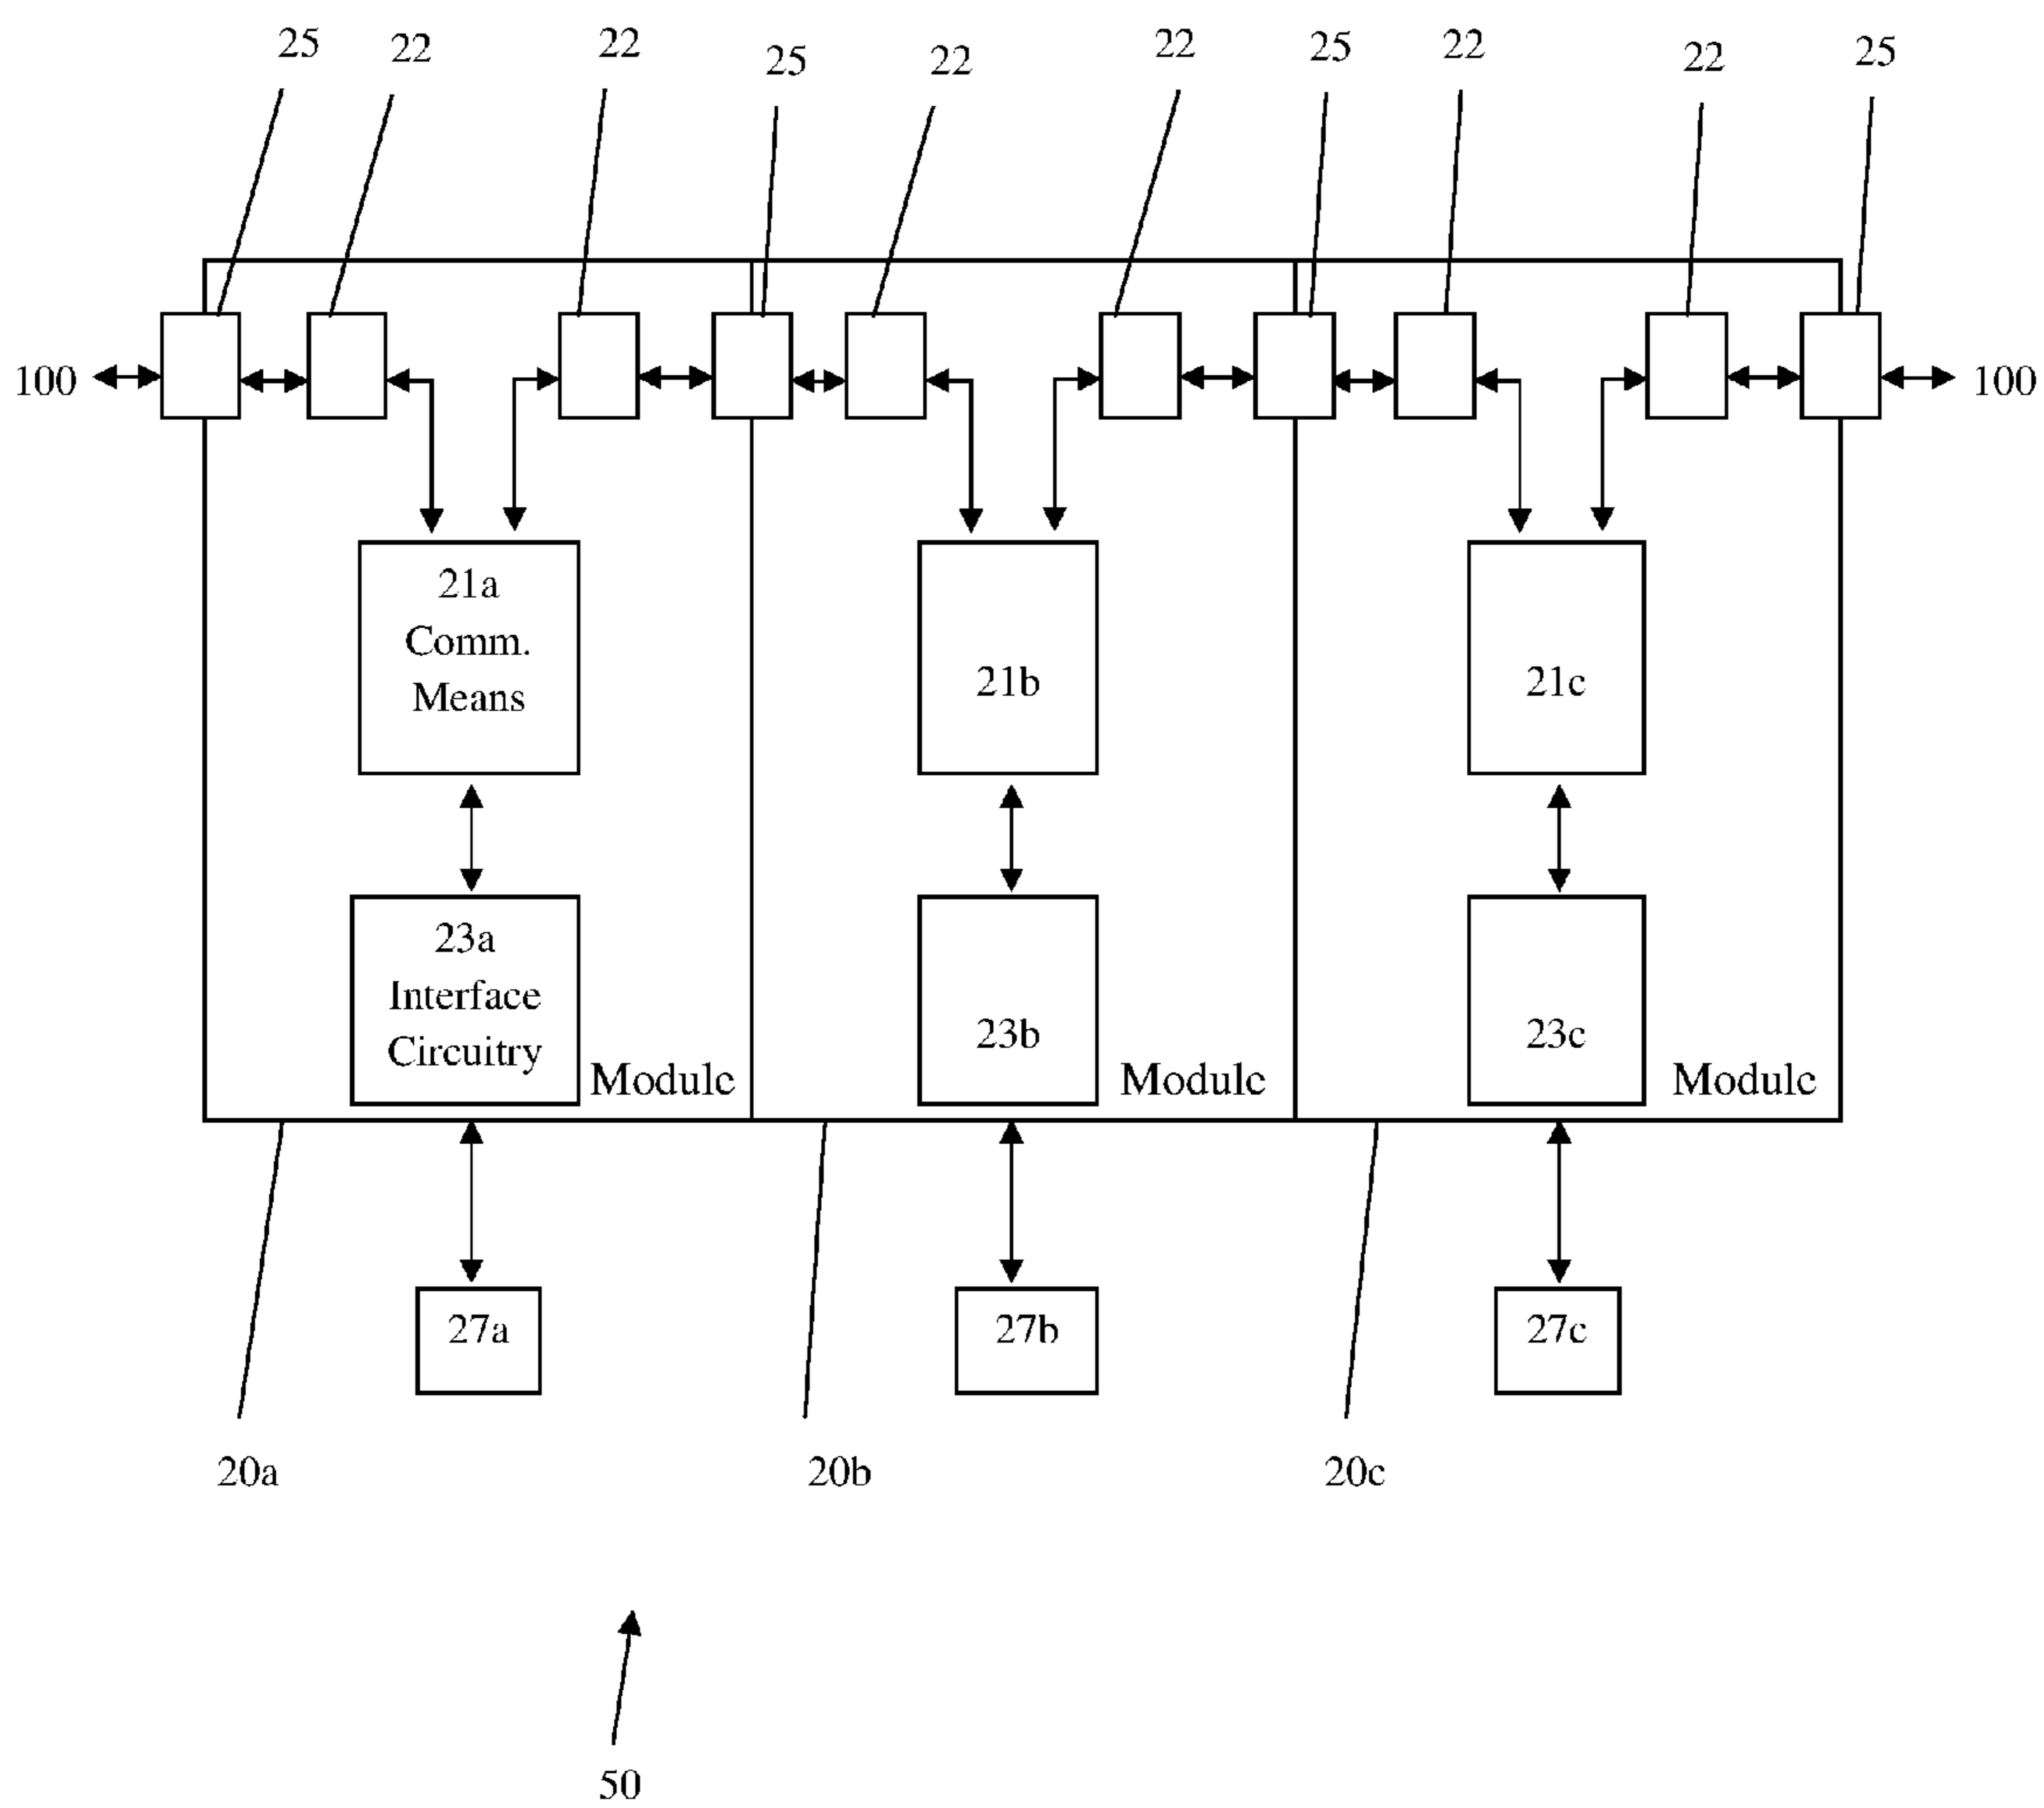 25 22 22 25 22 22 25 22 22 25
100 100
21a
Comm.
Means
21b
21c
23a
Interface
Circuitry
23b
23c
Module Module Module
27a 27b 27c
20a 20b 20c
50